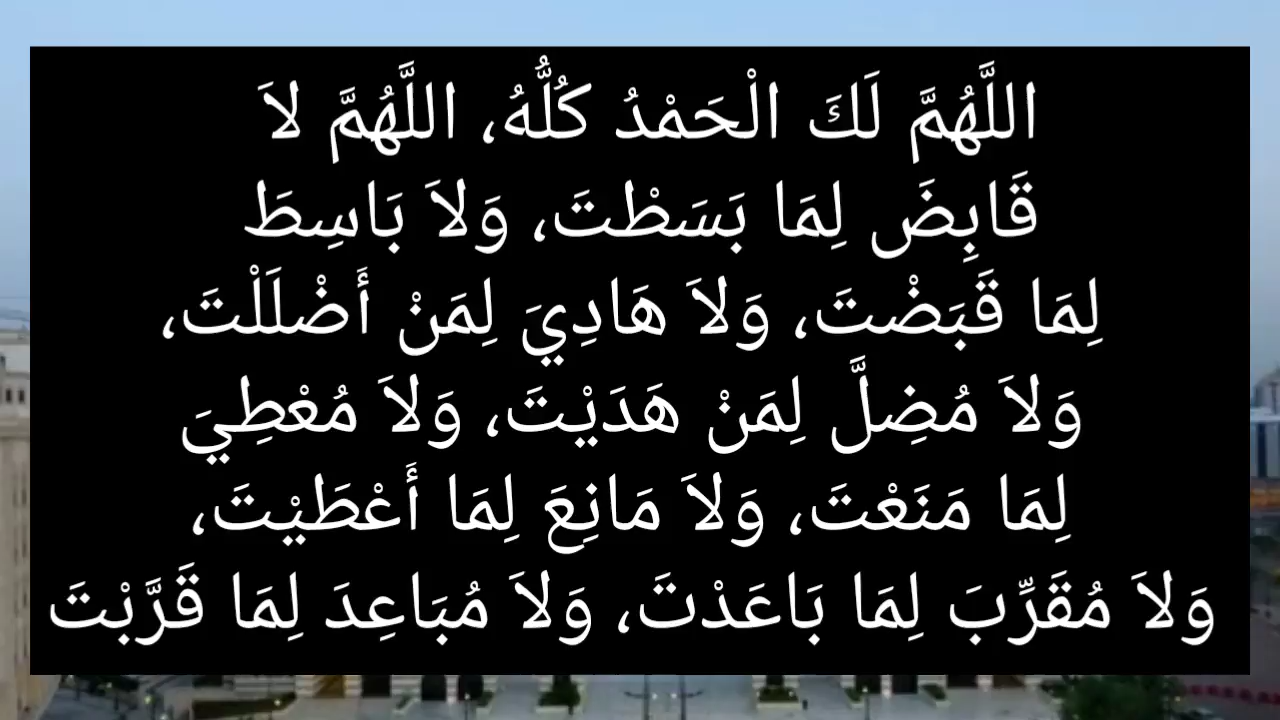 اللَّهُمَّ لَكَ الْحَمْدُ كُلُّهُ، اللَّهُمَّ لاَ
قَابِضَ لِمَا بَسَطْتَ، وَلاَ بَاسِطَ
لِمَا قَبَضْتَ، وَلاَ هَادِيَ لِمَنْ أَضْلَلْتَ،
وَلاَ مُضِلَّ لِمَنْ هَدَيْتَ، وَلاَ مُعْطِيَ
لِمَا مَنَعْتَ، وَلاَ مَانِعَ لِمَا أَعْطَيْتَ،
وَلاَ مُقَرِّبَ لِمَا بَاعَدْتَ، وَلاَ مُبَاعِدَ لِمَا قَرَّبْتَ